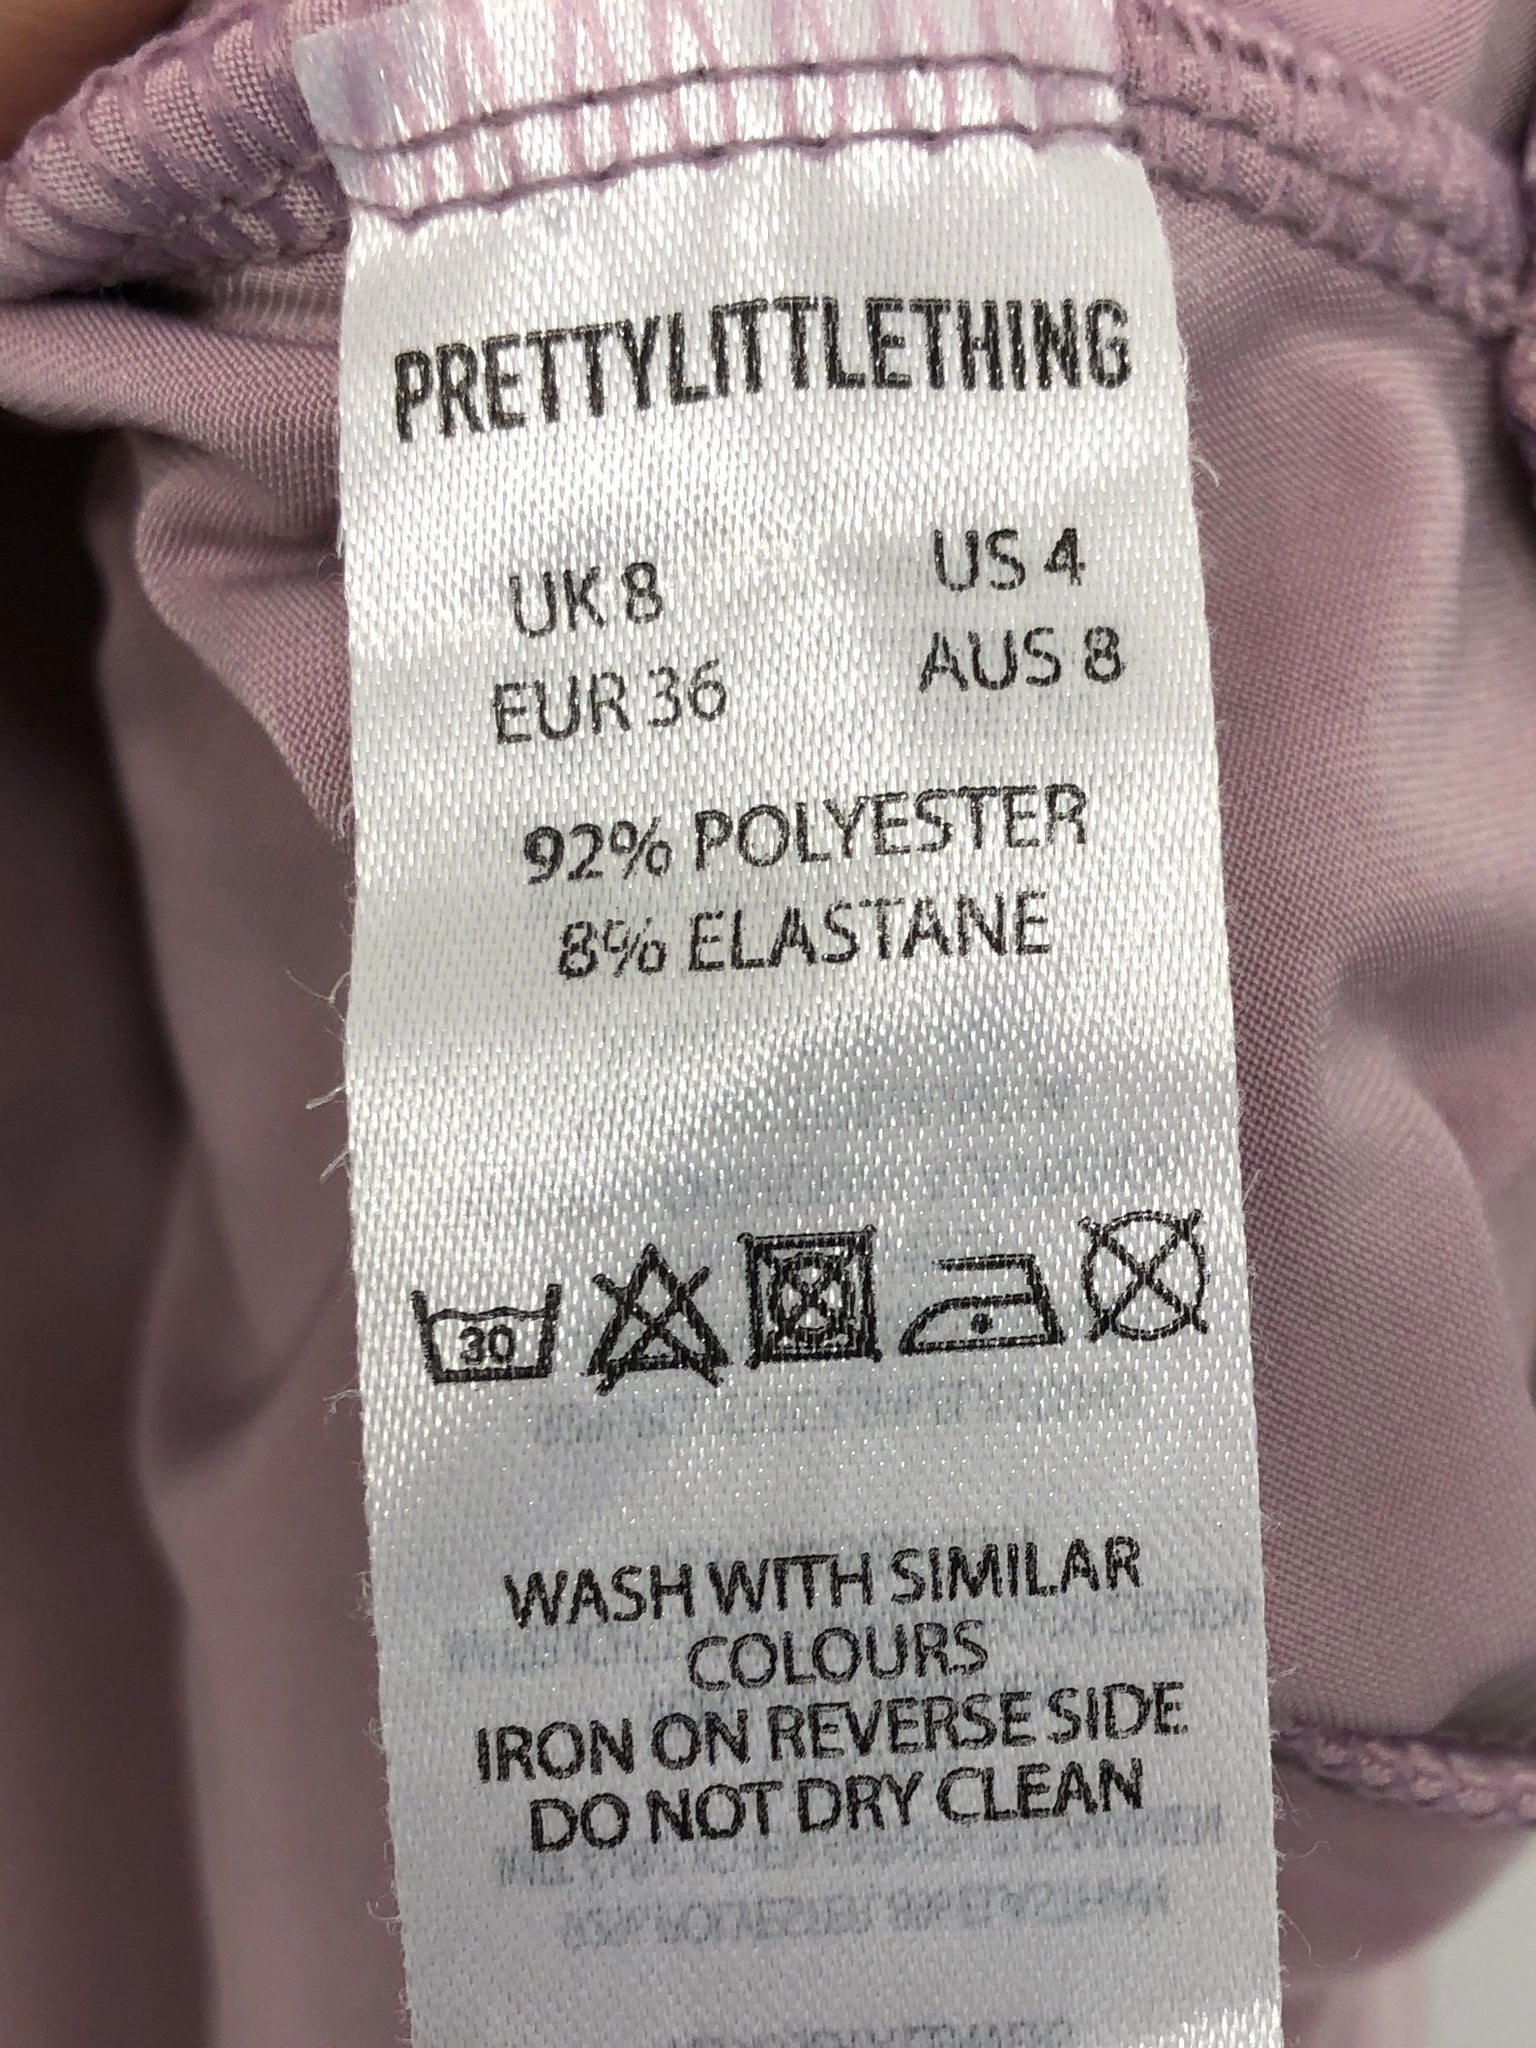 PRETTYLITTLETHING
UK 8 US 4
EUR 36 AUS 8
92% POLYESTER
8% ELASTANE
30
WASH WITH SIMILAR
COLOURS
IRON ON REVERSE SIDE
DO NOT DRY CLEAN